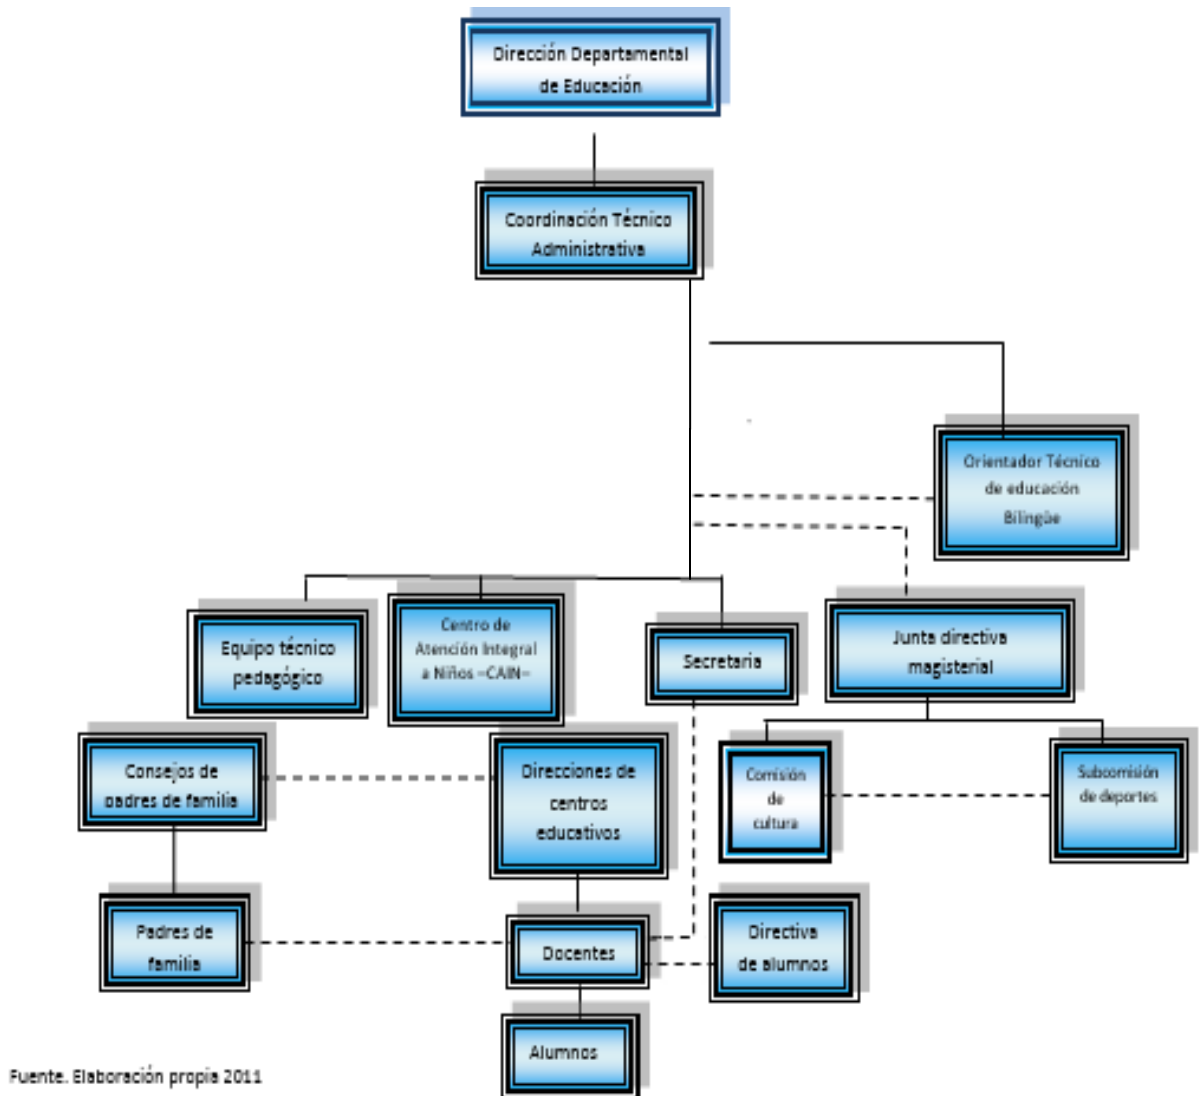 Dirección Departamental
de Educación
Coordinación Técnico
Administrativa
Orientador Técnico
de educación
Bilingüe
Equipo técnico
pedagógico
Centro de
Atención Integral
a Niños –CAIN–
Secretaria
Junta directiva
magisterial
Consejos de
padres de familia
Direcciones de
centros
educativos
Comisión
de
cultura
Subcomisión
de deportes
Padres de
familia
Docentes
Directiva
de alumnos
Alumnos
Fuente. Elaboración propia 2011